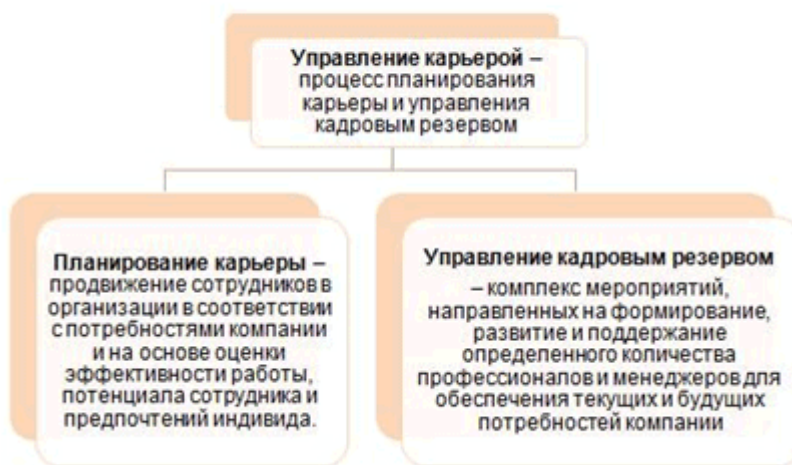 Управление карьерой –
процесс планирования
карьеры и управления
кадровым резервом
Планирование карьеры –
продвижение сотрудников в
организации в соответствии
с потребностями компании
и на основе оценки
эффективности работы,
потенциала сотрудника и
предпочтений индивида.
Управление кадровым резервом
– комплекс мероприятий,
направленных на формирование,
развитие и поддержание
определенного количества
профессионалов и менеджеров для
обеспечения текущих и будущих
потребностей компании